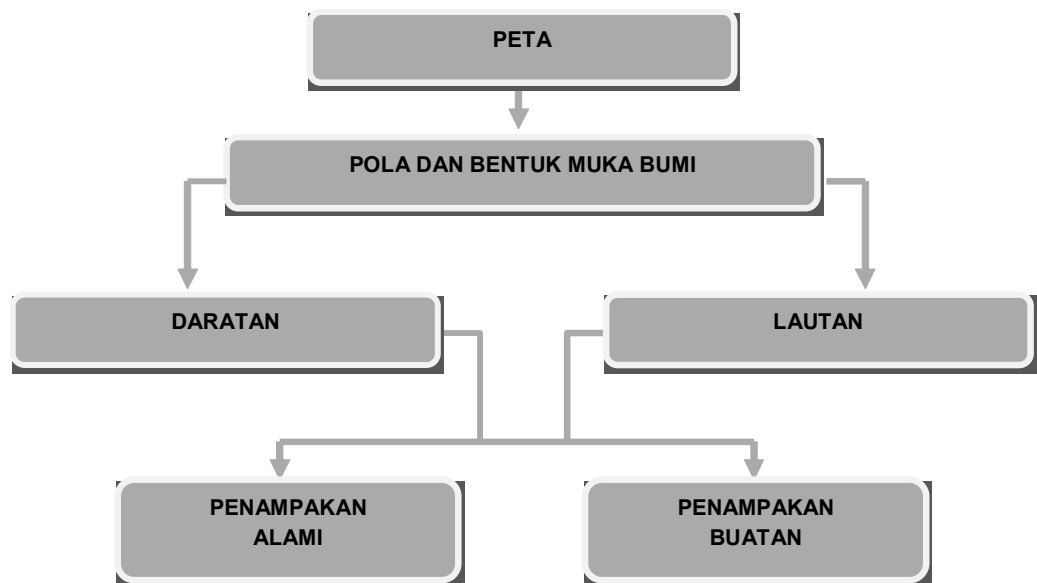 PETA
POLA DAN BENTUK MUKA BUMI
DARATAN
LAUTAN
PENAMPAKAN
ALAMI
PENAMPAKAN
BUATAN